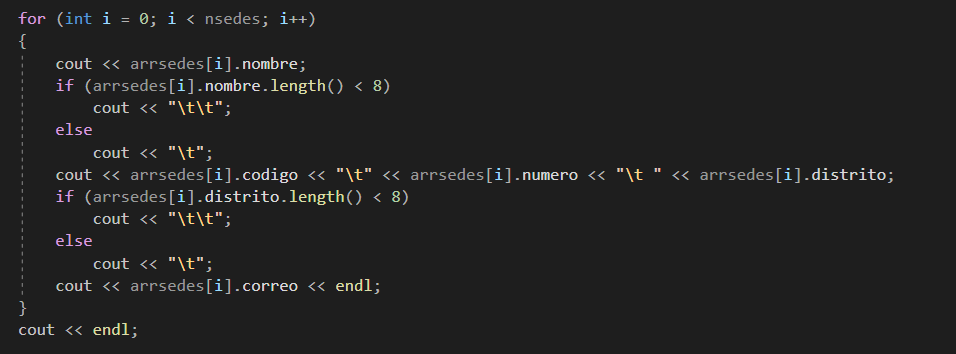 for (int i = 0; i < nsedes; i++)
{
    cout << arrsedes[i].nombre;
    if (arrsedes[i].nombre.length() < 8)
        cout << "\t\t";
    else
        cout << "\t";
    cout << arrsedes[i].codigo << "\t" << arrsedes[i].numero << "\t " << arrsedes[i].distrito;
    if (arrsedes[i].distrito.length() < 8)
        cout << "\t\t";
    else
        cout << "\t";
    cout << arrsedes[i].correo << endl;
}
cout << endl;